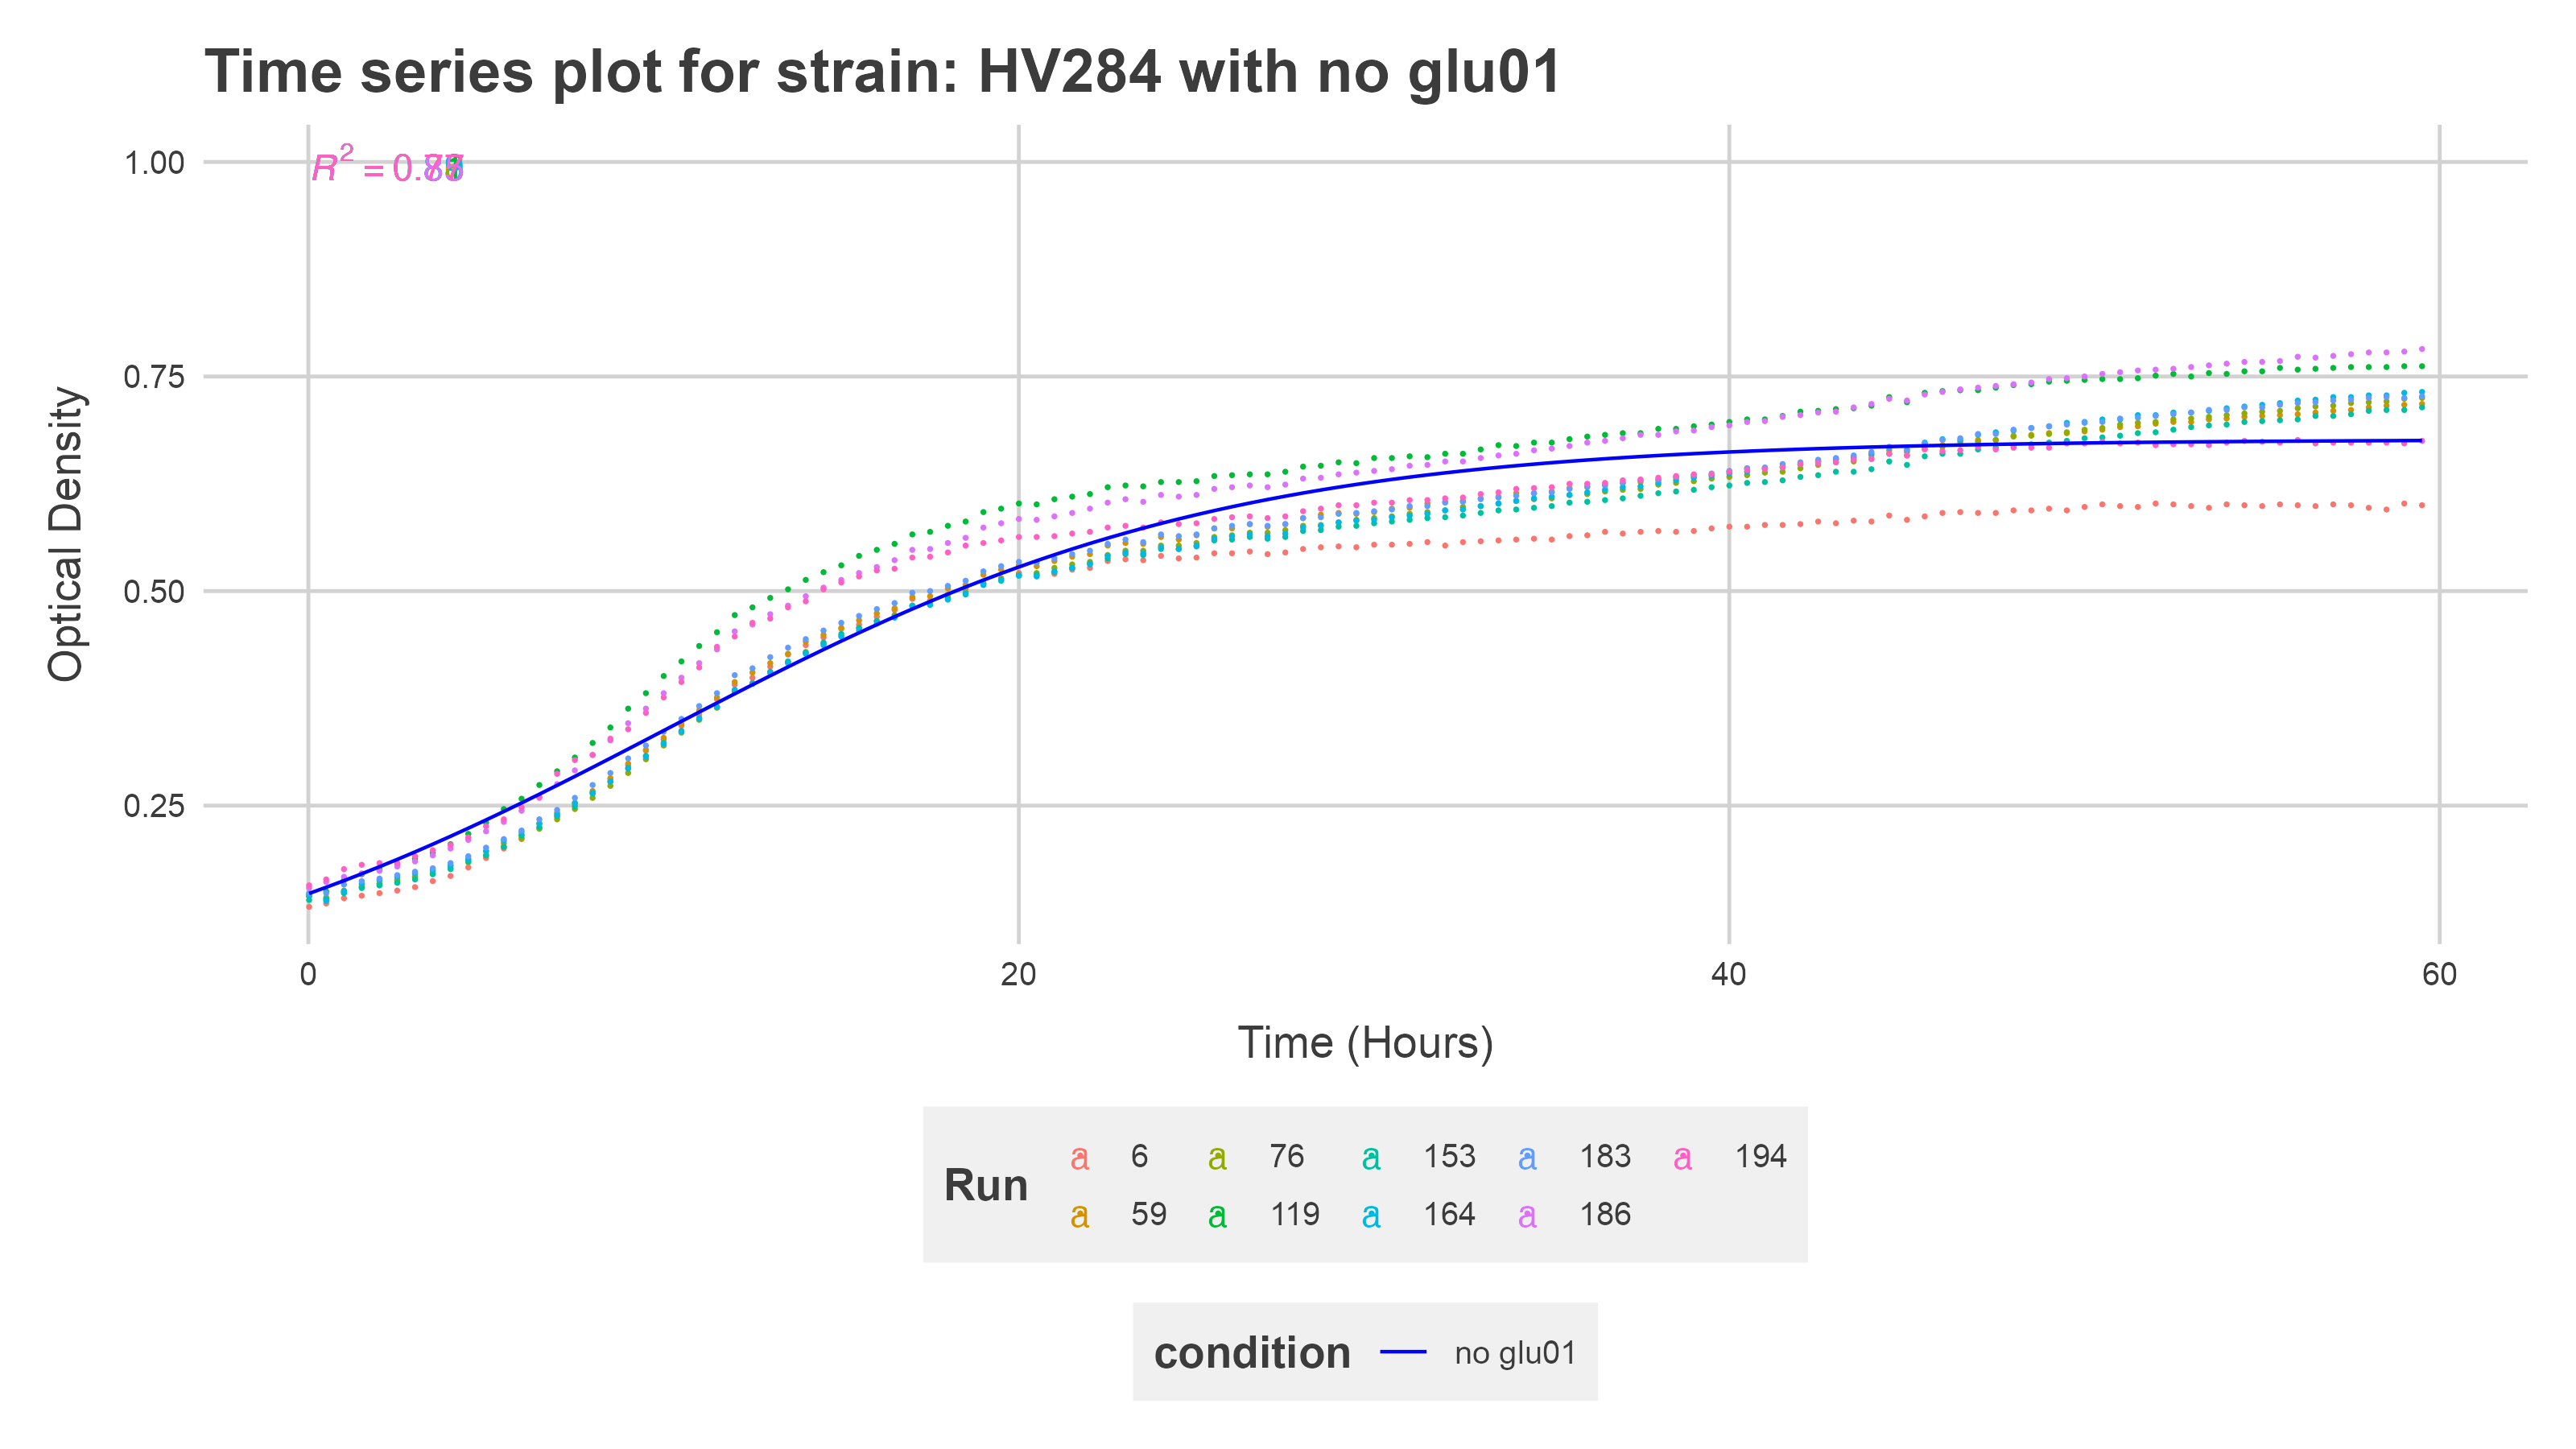 Time series plot for strain: HV284 with no glu01
R2 = 0.
1.00
0.75
0.50
0.25
Optical Density
0 20 40 60
Time (Hours)
Run
a 6 a 76 a 153 a 183 a 194
a 59 a 119 a 164 a 186
condition no glu01